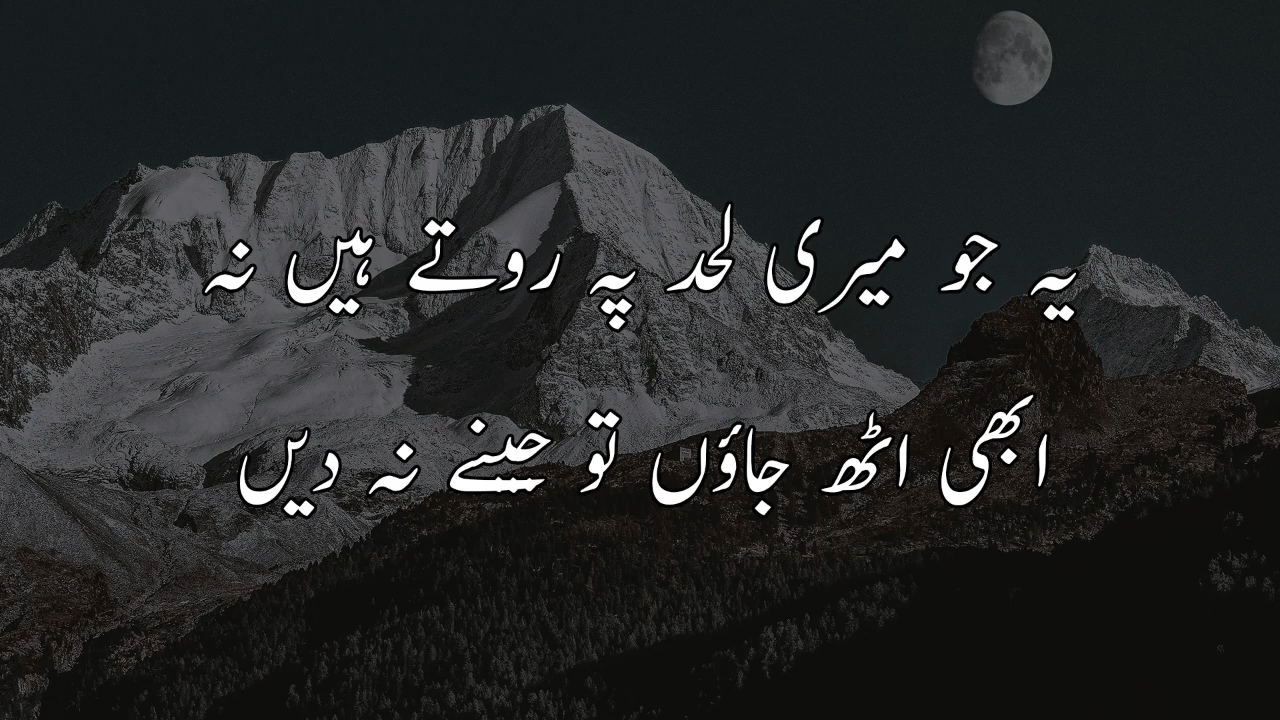 یہ جو میری لحد پہ روتے ہیں نہ
ابھی اٹھ جاؤں تو جینے نہ دیں